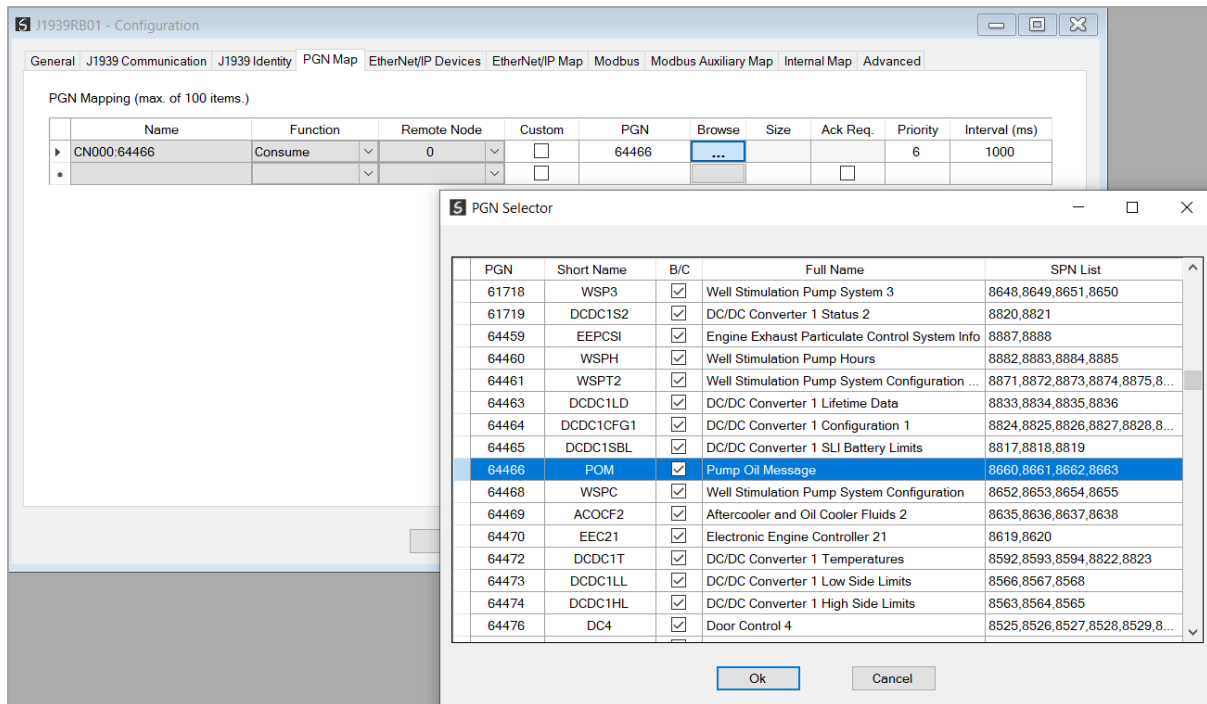 J1939RB01 - Configuration
General J1939 Communication J1939 Identity PGN Map EtherNet/IP Devices EtherNet/IP Map Modbus Modbus Auxiliary Map Internal Map Advanced
PGN Mapping (max. of 100 items.)
Name Function Remote Node Custom PGN Browse Size Ack Req. Priority Interval (ms)
CN000:64466 Consume 0 64466 ... 6 1000
PGN Selector
PGN Short Name B/C Full Name SPN List
61718 WSP3 Well Stimulation Pump System 3 8648,8649,8651,8650
61719 DCDC1S2 DC/DC Converter 1 Status 2 8820,8821
64459 EEPCSI Engine Exhaust Particulate Control System Info 8887,8888
64460 WSPH Well Stimulation Pump Hours 8882,8883,8884,8885
64461 WSPT2 Well Stimulation Pump System Configuration ... 8871,8872,8873,8874,8875,8...
64463 DCDC1LD DC/DC Converter 1 Lifetime Data 8833,8834,8835,8836
64464 DCDC1CFG1 DC/DC Converter 1 Configuration 1 8824,8825,8826,8827,8828,8...
64465 DCDC1SBL DC/DC Converter 1 SLI Battery Limits 8817,8818,8819
64466 POM Pump Oil Message 8660,8661,8662,8663
64468 WSPC Well Stimulation Pump System Configuration 8652,8653,8654,8655
64469 ACOCF2 Aftercooler and Oil Cooler Fluids 2 8635,8636,8637,8638
64470 EEC21 Electronic Engine Controller 21 8619,8620
64472 DCDC1T DC/DC Converter 1 Temperatures 8592,8593,8594,8822,8823
64473 DCDC1LL DC/DC Converter 1 Low Side Limits 8566,8567,8568
64474 DCDC1HL DC/DC Converter 1 High Side Limits 8563,8564,8565
64476 DC4 Door Control 4 8525,8526,8527,8528,8529,8...
Ok Cancel